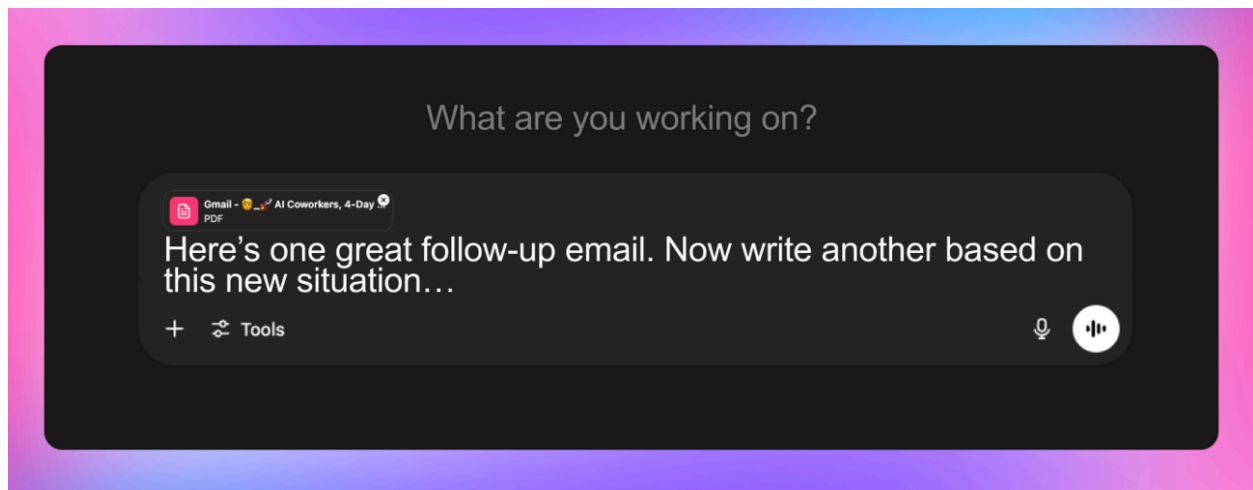 What are you working on?
Gmail - 🧑‍🚀_🚀 AI Coworkers, 4-Day ...
PDF
Here’s one great follow-up email. Now write another based on
this new situation…
Tools